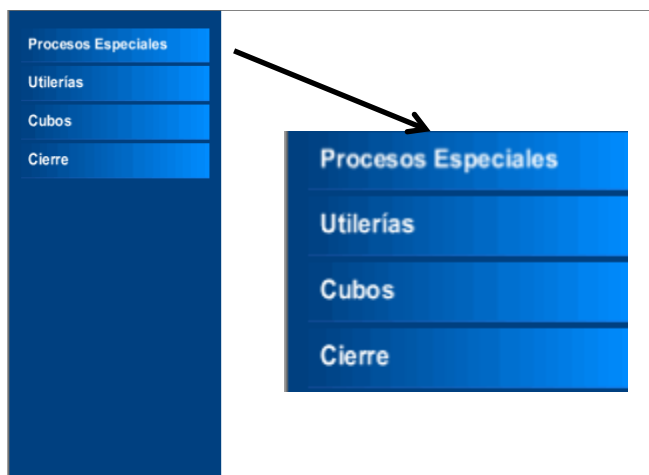 Procesos Especiales
Utilerías
Cubos
Cierre
Procesos Especiales
Utilerías
Cubos
Cierre